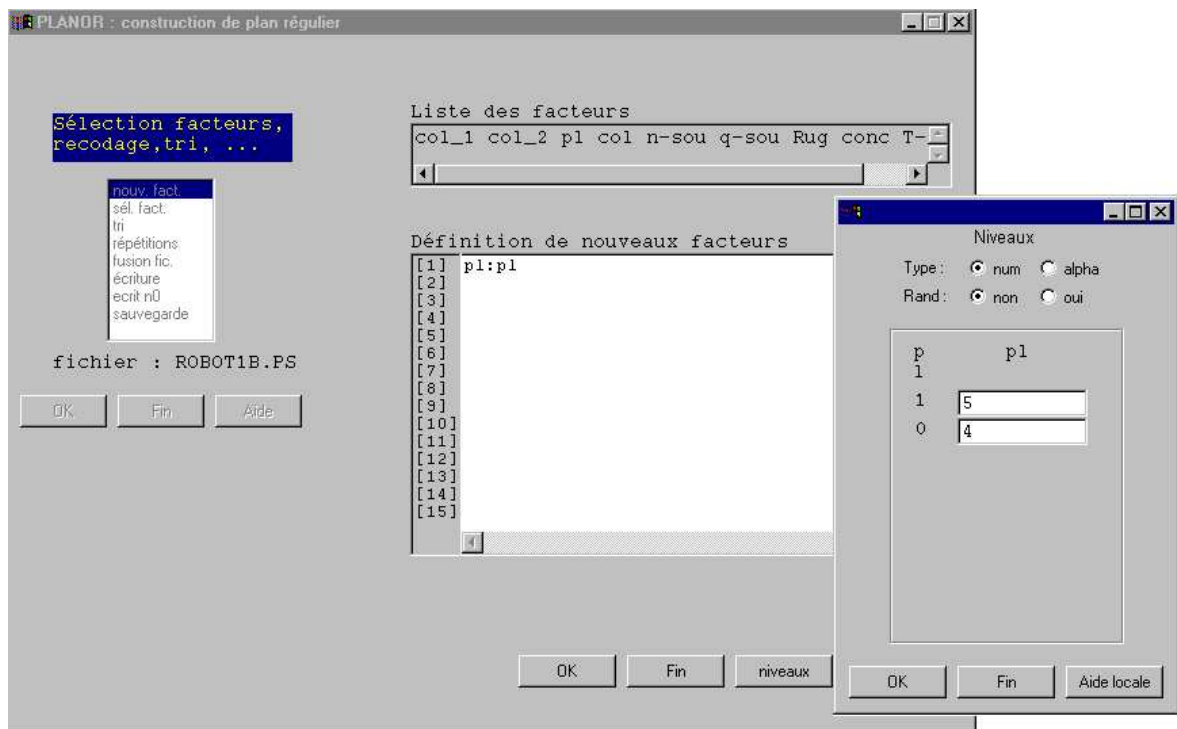 PLANOR : construction de plan régulier
Sélection facteurs,
recodage,tri, ...
nouv. fact.
sél. fact.
tri
répétitions
fusion fic.
écriture
ecrit n0
sauvegarde
fichier : ROBOT1B.PS
OK Fin Aide
Liste des facteurs
col_1 col_2 pl col n-sou q-sou Rug conc T-
Définition de nouveaux facteurs
[1] pl:pl
[2]
[3]
[4]
[5]
[6]
[7]
[8]
[9]
[10]
[11]
[12]
[13]
[14]
[15]
OK Fin niveaux
Niveaux
Type : num alpha
Rand : non oui
p pl
l
1 5
0 4
OK Fin Aide locale